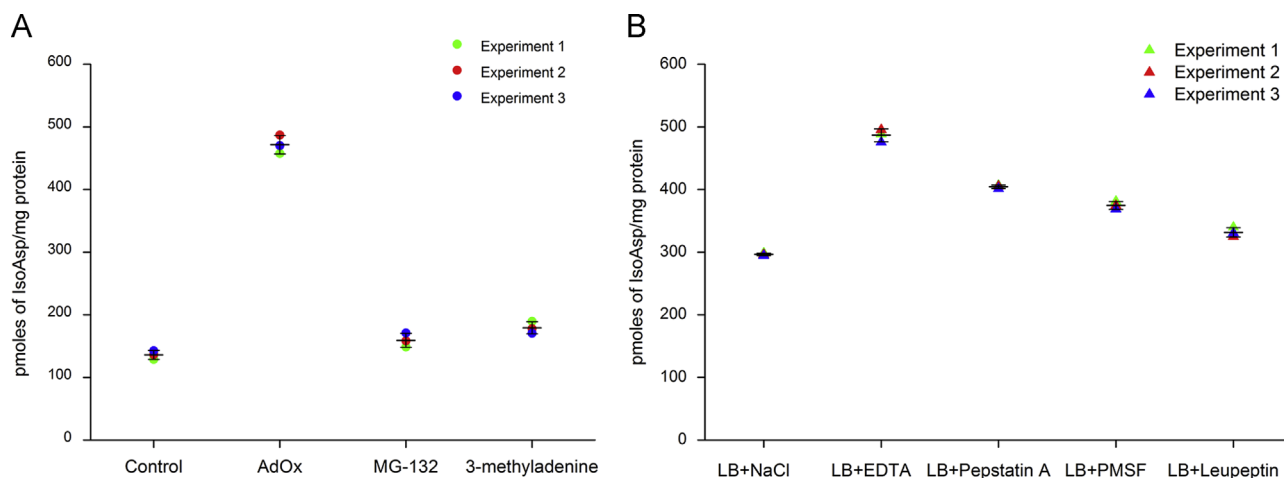 A
Experiment 1
Experiment 2
Experiment 3
pmoles of IsoAsp/mg protein
600
500
400
300
200
100
0
Control
AdOx
MG-132
3-methyladenine
B
Experiment 1
Experiment 2
Experiment 3
pmoles of IsoAsp/mg protein
600
500
400
300
200
100
0
LB+NaCl
LB+EDTA
LB+Pepstatin A
LB+PMSF
LB+Leupeptin